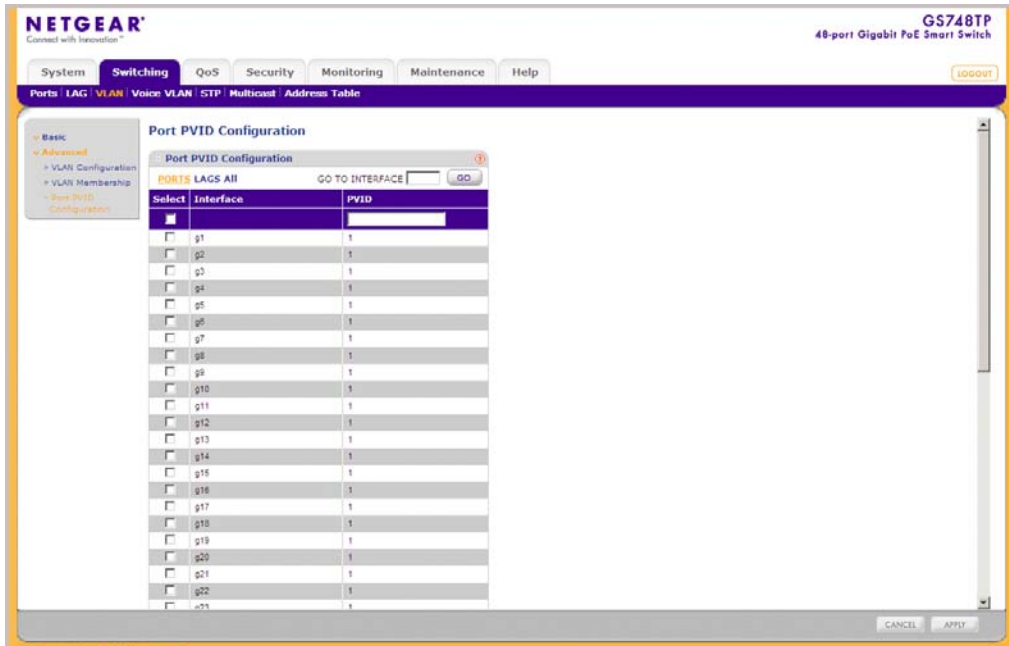 NETGEAR
Connect with Innovation™
GS748TP
48-port Gigabit PoE Smart Switch
System Switching QoS Security Monitoring Maintenance Help
LOGOUT
Ports LAG VLAN Voice VLAN STP Multicast Address Table
Basic
Advanced
VLAN Configuration
VLAN Membership
Port PVID Configuration
Port PVID Configuration
Port PVID Configuration
PORTS LAGS All GO TO INTERFACE GO
Select Interface PVID
g1 1
g2 1
g3 1
g4 1
g5 1
g6 1
g7 1
g8 1
g9 1
g10 1
g11 1
g12 1
g13 1
g14 1
g15 1
g16 1
g17 1
g18 1
g19 1
g20 1
g21 1
g22 1
g23 1
CANCEL APPLY